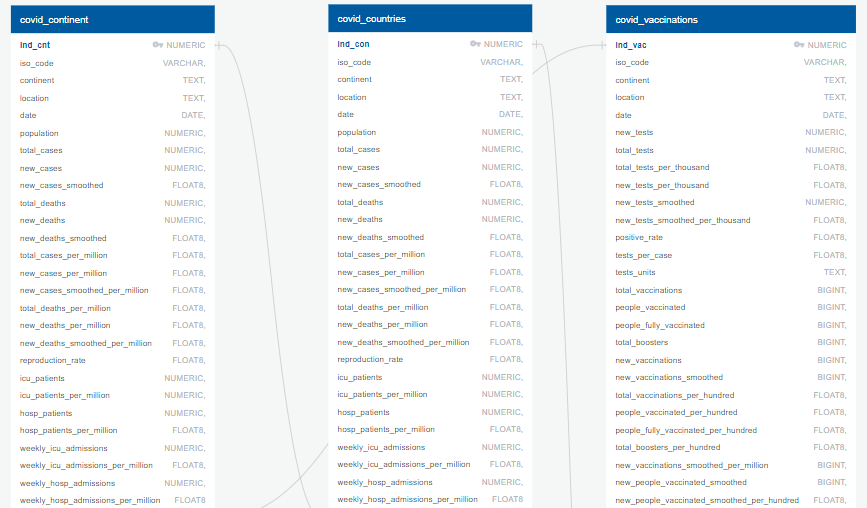 covid_continent
Ind_cnt NUMERIC
iso_code VARCHAR,
continent TEXT,
location TEXT,
date DATE,
population NUMERIC,
total_cases NUMERIC,
new_cases NUMERIC,
new_cases_smoothed FLOAT8,
total_deaths NUMERIC,
new_deaths NUMERIC,
new_deaths_smoothed FLOAT8,
total_cases_per_million FLOAT8,
new_cases_per_million FLOAT8,
new_cases_smoothed_per_million FLOAT8,
total_deaths_per_million FLOAT8,
new_deaths_per_million FLOAT8,
new_deaths_smoothed_per_million FLOAT8,
reproduction_rate FLOAT8,
icu_patients NUMERIC,
icu_patients_per_million NUMERIC,
hosp_patients NUMERIC,
hosp_patients_per_million FLOAT8,
weekly_icu_admissions NUMERIC,
weekly_icu_admissions_per_million FLOAT8,
weekly_hosp_admissions NUMERIC,
weekly_hosp_admissions_per_million FLOAT8
covid_countries
Ind_con NUMERIC
iso_code VARCHAR,
continent TEXT,
location TEXT,
date DATE,
population NUMERIC,
total_cases NUMERIC,
new_cases NUMERIC,
new_cases_smoothed FLOAT8,
total_deaths NUMERIC,
new_deaths NUMERIC,
new_deaths_smoothed FLOAT8,
total_cases_per_million FLOAT8,
new_cases_per_million FLOAT8,
new_cases_smoothed_per_million FLOAT8,
total_deaths_per_million FLOAT8,
new_deaths_per_million FLOAT8,
new_deaths_smoothed_per_million FLOAT8,
reproduction_rate FLOAT8,
icu_patients NUMERIC,
icu_patients_per_million NUMERIC,
hosp_patients NUMERIC,
hosp_patients_per_million FLOAT8,
weekly_icu_admissions NUMERIC,
weekly_icu_admissions_per_million FLOAT8,
weekly_hosp_admissions NUMERIC,
weekly_hosp_admissions_per_million FLOAT8
covid_vaccinations
Ind_vac NUMERIC
iso_code VARCHAR,
continent TEXT,
location TEXT,
date DATE,
new_tests NUMERIC,
total_tests NUMERIC,
total_tests_per_thousand FLOAT8,
new_tests_per_thousand FLOAT8,
new_tests_smoothed NUMERIC,
new_tests_smoothed_per_thousand FLOAT8,
positive_rate FLOAT8,
tests_per_case FLOAT8,
tests_units TEXT,
total_vaccinations BIGINT,
people_vaccinated BIGINT,
people_fully_vaccinated BIGINT,
total_boosters BIGINT,
new_vaccinations BIGINT,
new_vaccinations_smoothed BIGINT,
total_vaccinations_per_hundred FLOAT8,
people_vaccinated_per_hundred FLOAT8,
people_fully_vaccinated_per_hundred FLOAT8,
total_boosters_per_hundred FLOAT8,
new_vaccinations_smoothed_per_million BIGINT,
new_people_vaccinated_smoothed BIGINT,
new_people_vaccinated_smoothed_per_hundred FLOAT8,